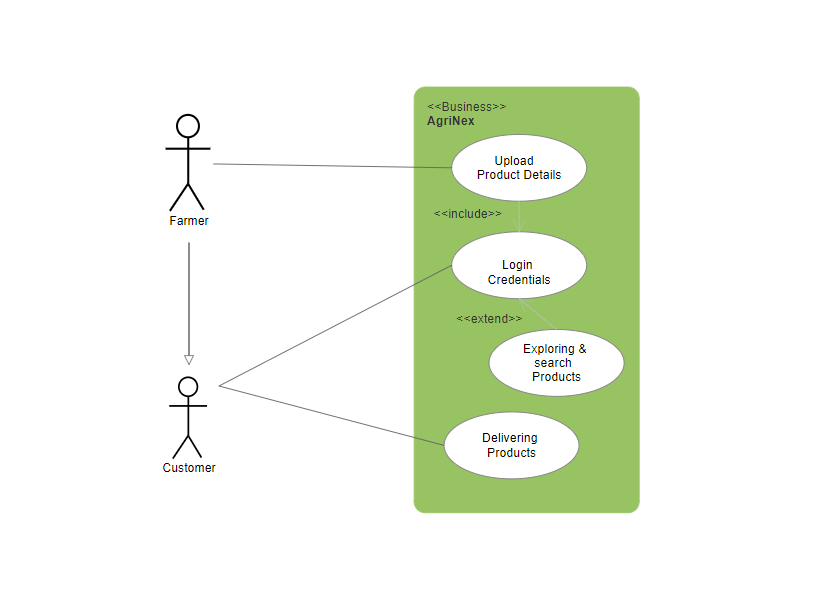 <<Business>>
AgriNex
Upload
Product Details
Farmer
<<include>>
Login
Credentials
<<extend>>
Exploring &
search
Products
Customer
Delivering
Products